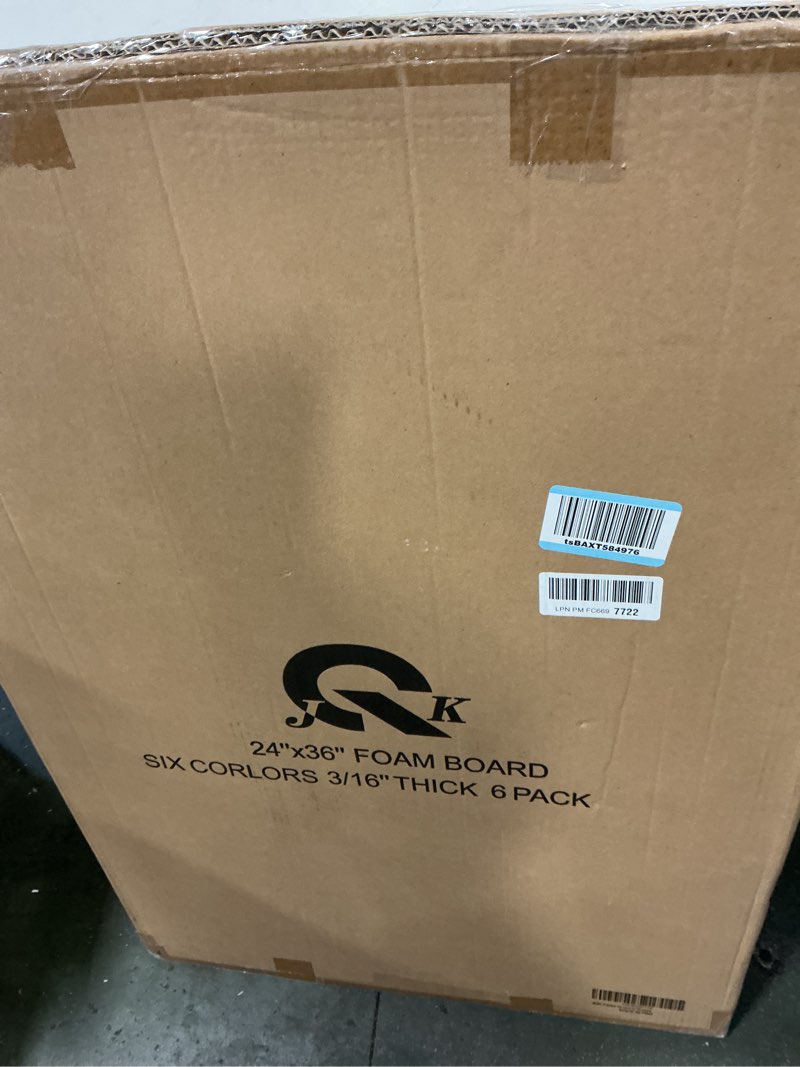 tsBAXT584976
LPN PM FC669 7722
J K
24"x36" FOAM BOARD
SIX CORLORS 3/16" THICK 6 PACK